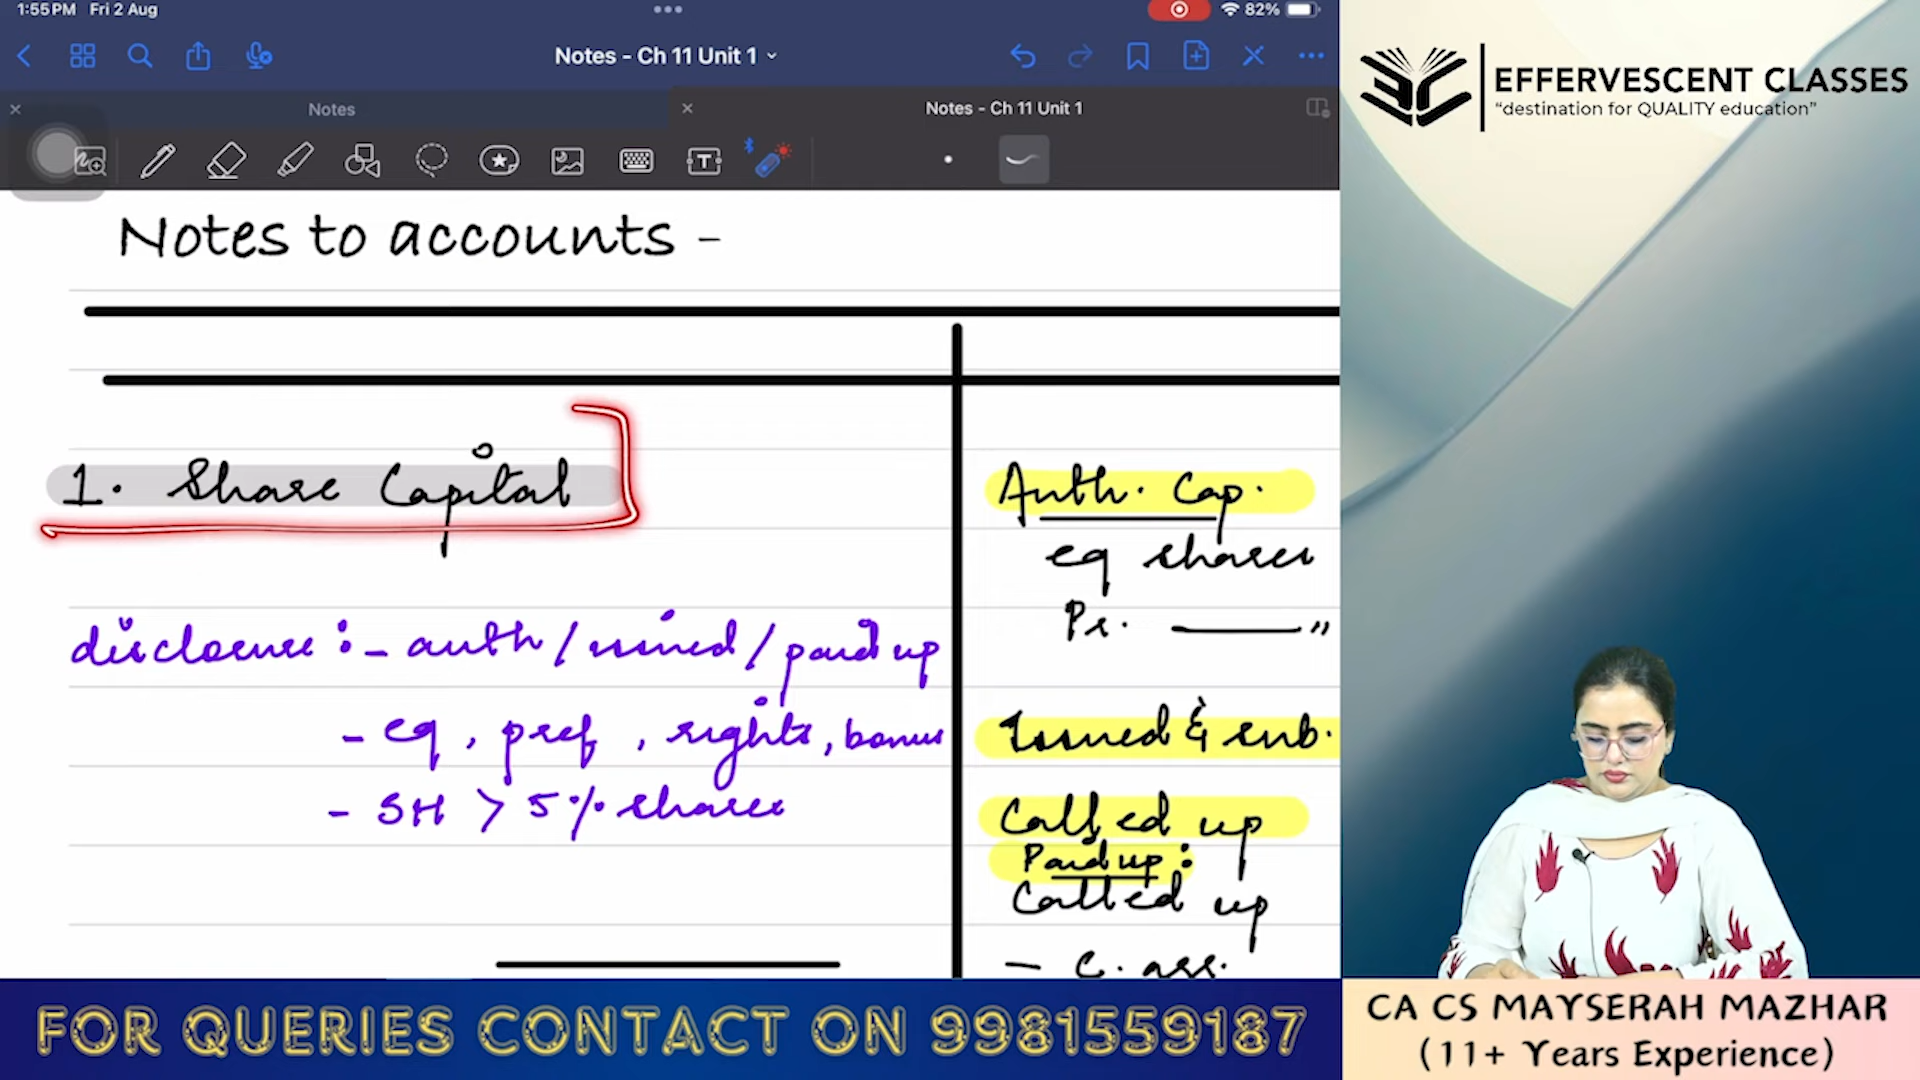 1:55PM Fri 2 Aug
82%
Notes - Ch 11 Unit 1
Notes
Notes - Ch 11 Unit 1
Notes to accounts -
1. Share Capital
disclosure : - auth / issued / paid up
- eq , pref , rights , bonus
- SH > 5% shares
Auth. Cap.
eq shares
Pr. —— "
Issued & sub.
Called up
Paid up :
Called up
- C. arr.
EFFERVESCENT CLASSES
"destination for QUALITY education"
FOR QUERIES CONTACT ON 9981559187
CA CS MAYSERAH MAZHAR
(11+ Years Experience)